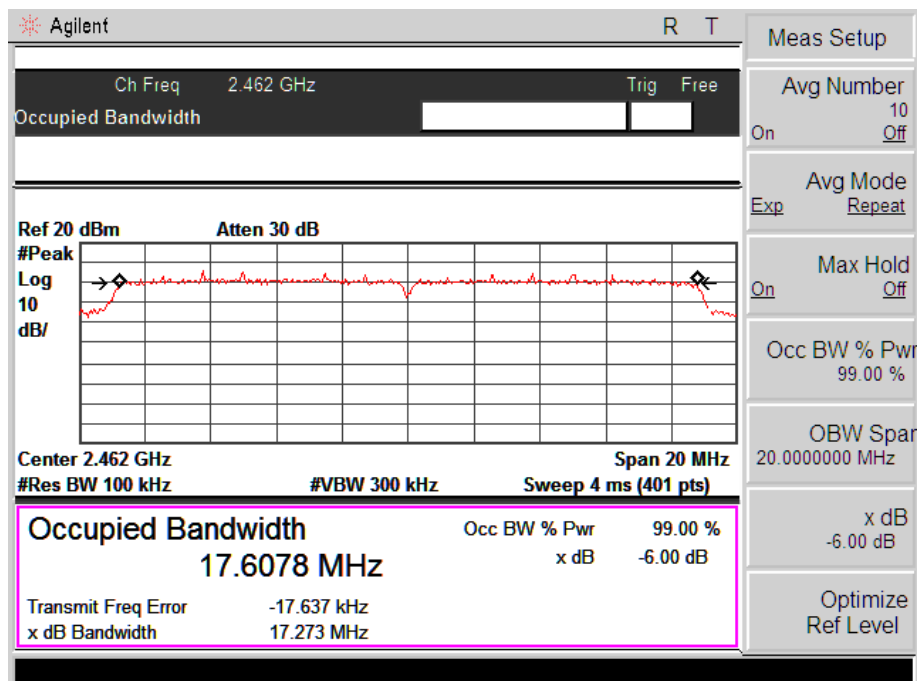 Agilent R T
Meas Setup
Ch Freq 2.462 GHz Trig Free
Occupied Bandwidth
Avg Number
10
On Off
Avg Mode
Exp Repeat
Max Hold
On Off
Occ BW % Pwr
99.00 %
OBW Span
20.0000000 MHz
x dB
-6.00 dB
Optimize
Ref Level
Ref 20 dBm Atten 30 dB
#Peak
Log
10
dB/
Center 2.462 GHz Span 20 MHz
#Res BW 100 kHz #VBW 300 kHz Sweep 4 ms (401 pts)
Occupied Bandwidth Occ BW % Pwr 99.00 %
17.6078 MHz x dB -6.00 dB
Transmit Freq Error -17.637 kHz
x dB Bandwidth 17.273 MHz